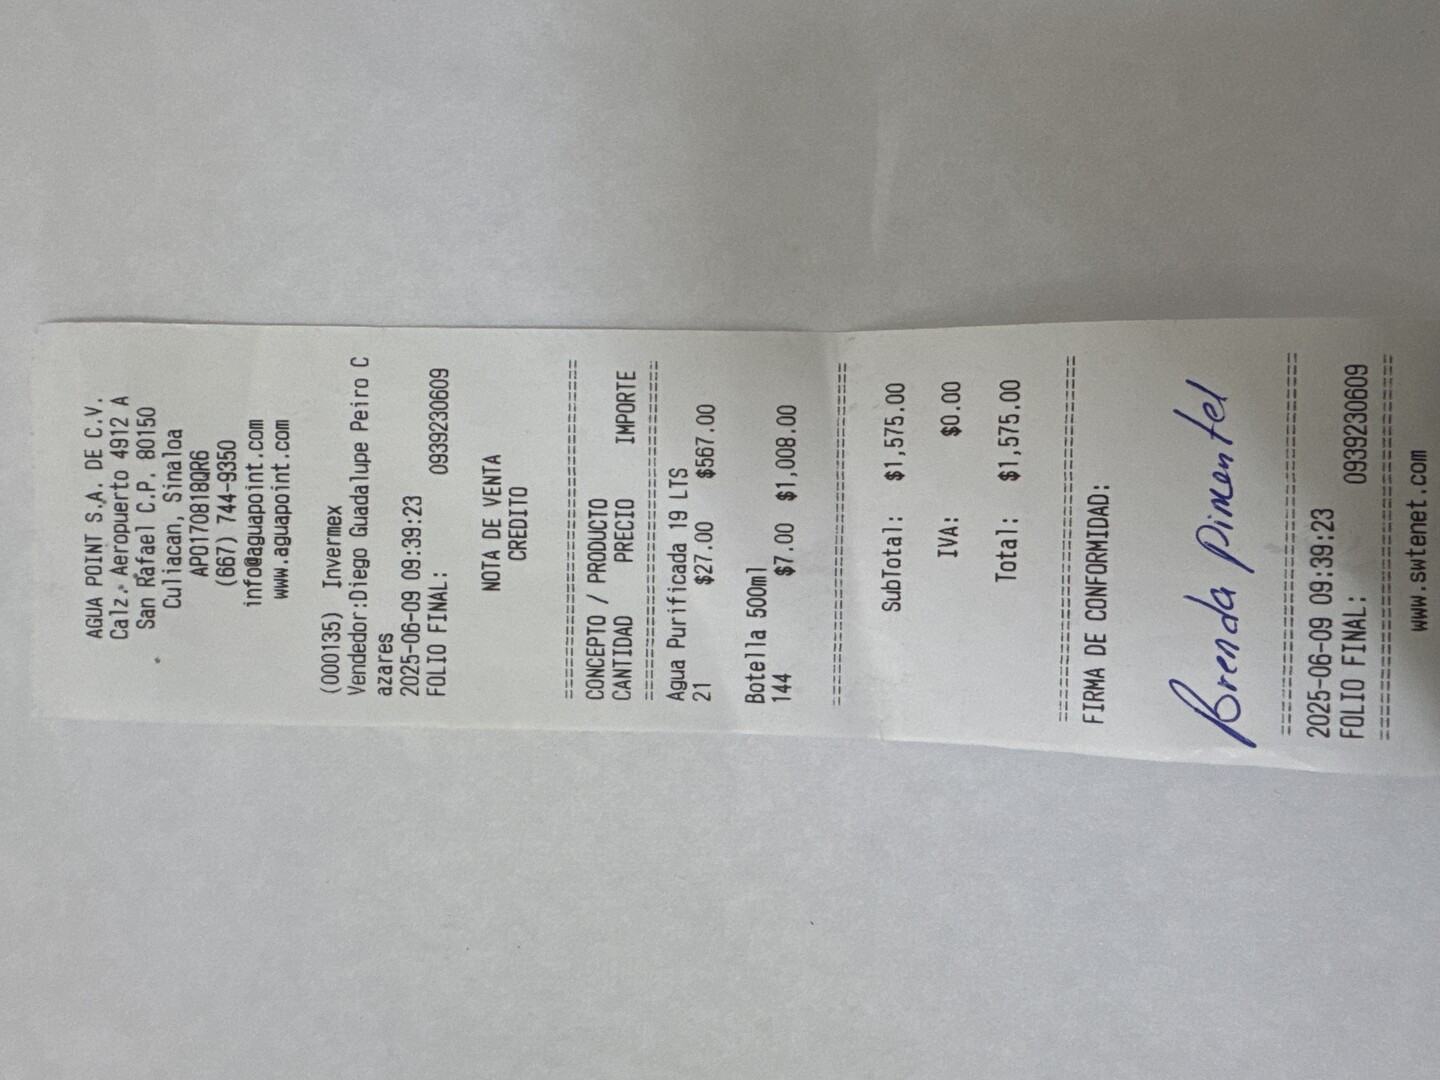 AGUA POINT S.A. DE C.V.
Calz. Aeropuerto 4912 A
San Rafael C.P. 80150
Culiacan, Sinaloa
APO170818QR6
(667) 744-9350
info@aguapoint.com
www.aguapoint.com
(000135) Invermex
Vendedor:Diego Guadalupe Peiro C
azares
2025-06-09 09:39:23
FOLIO FINAL: 0939230609
NOTA DE VENTA
CREDITO
================================
CONCEPTO / PRODUCTO
CANTIDAD PRECIO IMPORTE
================================
Agua Purificada 19 LTS
21 $27.00 $567.00
Botella 500ml
144 $7.00 $1,008.00
================================
SubTotal: $1,575.00
IVA: $0.00
Total: $1,575.00
================================
FIRMA DE CONFORMIDAD:
Brenda Pimentel
================================
2025-06-09 09:39:23
FOLIO FINAL: 0939230609
================================
www.swtenet.com